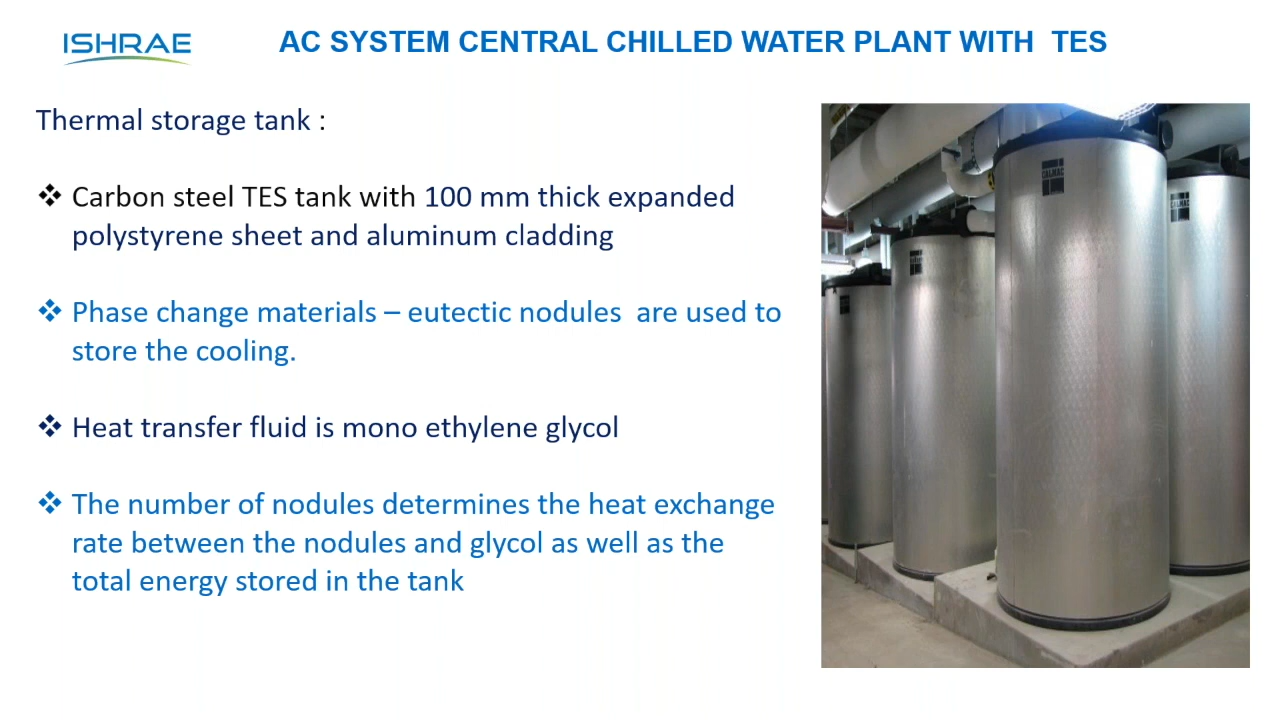 ISHRAE
AC SYSTEM CENTRAL CHILLED WATER PLANT WITH TES
Thermal storage tank :
❖ Carbon steel TES tank with 100 mm thick expanded
polystyrene sheet and aluminum cladding
❖ Phase change materials – eutectic nodules are used to
store the cooling.
❖ Heat transfer fluid is mono ethylene glycol
❖ The number of nodules determines the heat exchange
rate between the nodules and glycol as well as the
total energy stored in the tank
CALMAC
CALMAC